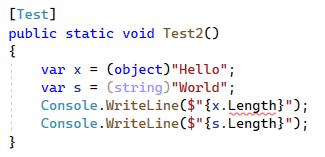 [Test]
public static void Test2()
{
    var x = (object)"Hello";
    var s = (string)"World";
    Console.WriteLine($"{x.Length}");
    Console.WriteLine($"{s.Length}");
}